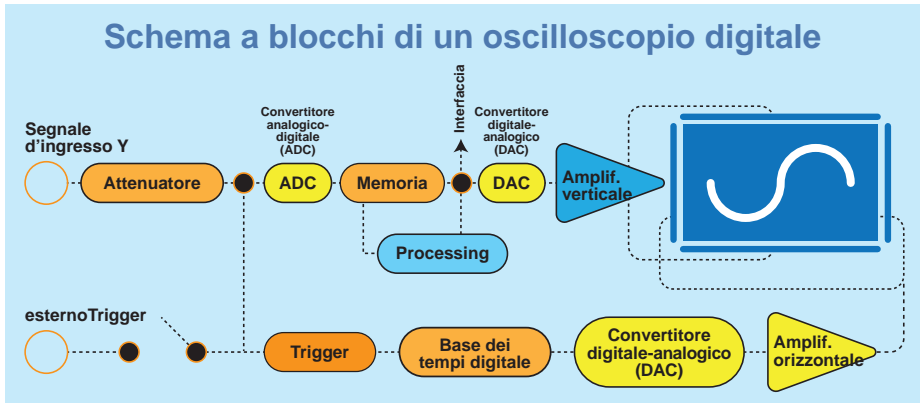 Schema a blocchi di un oscilloscopio digitale
Segnale
d'ingresso Y
Attenuatore
Convertitore
analogico-
digitale
(ADC)
ADC
Memoria
Interfaccia
Convertitore
digitale-
analogico
(DAC)
DAC
Amplif.
verticale
Processing
esternoTrigger
Trigger
Base dei
tempi digitale
Convertitore
digitale-analogico
(DAC)
Amplif.
orizzontale